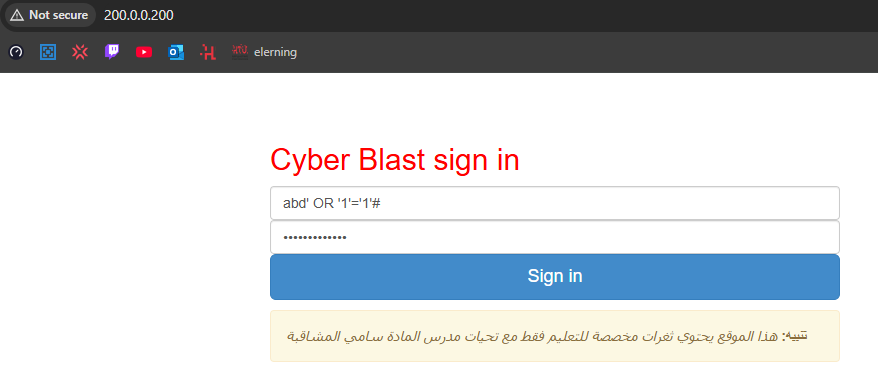 Not secure 200.0.0.200
elerning
Cyber Blast sign in
abd' OR '1'='1'#
•••••••••••••
Sign in
تنبيه: هذا الموقع يحتوي ثغرات مخصصة للتعليم فقط مع تحيات مدرس المادة سامي المشاقبة